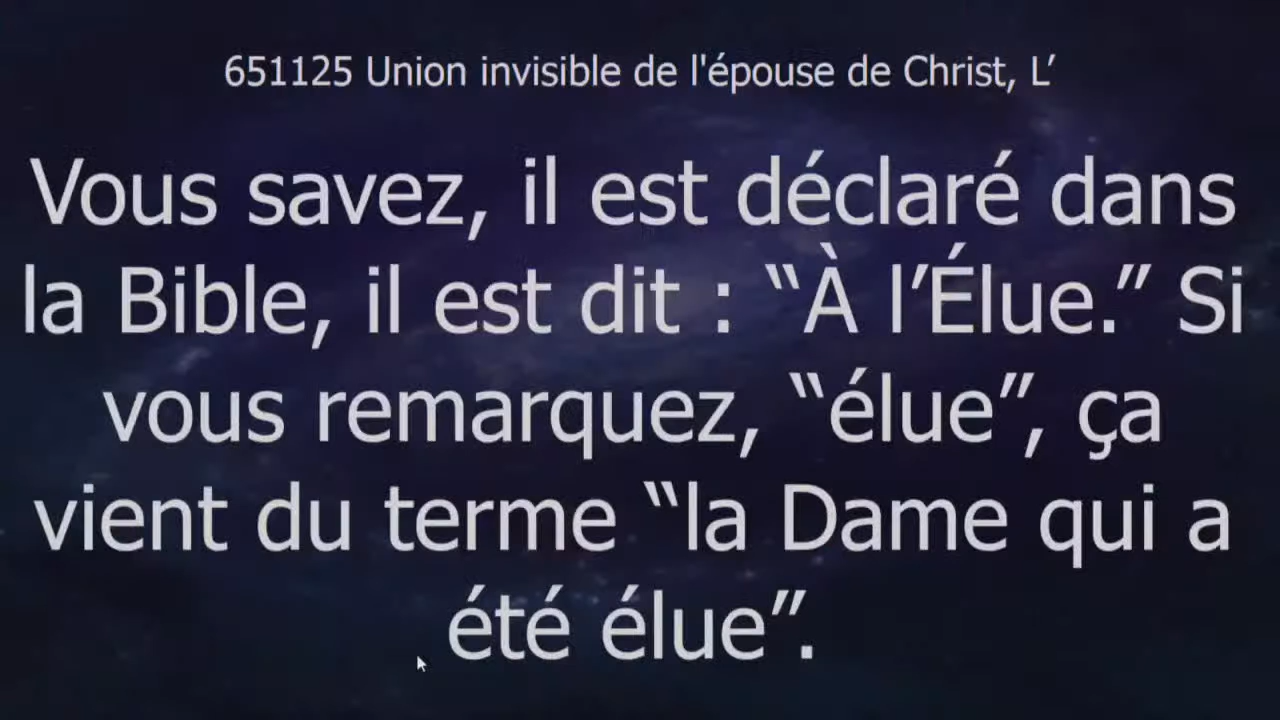 651125 Union invisible de l'épouse de Christ, L’
Vous savez, il est déclaré dans
la Bible, il est dit : “À l’Élue.” Si
vous remarquez, “élue”, ça
vient du terme “la Dame qui a
été élue”.